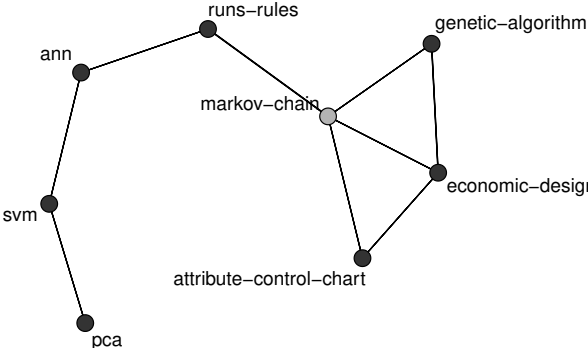 runs−rules
genetic−algorithm
ann
markov−chain
economic−design
svm
attribute−control−chart
pca